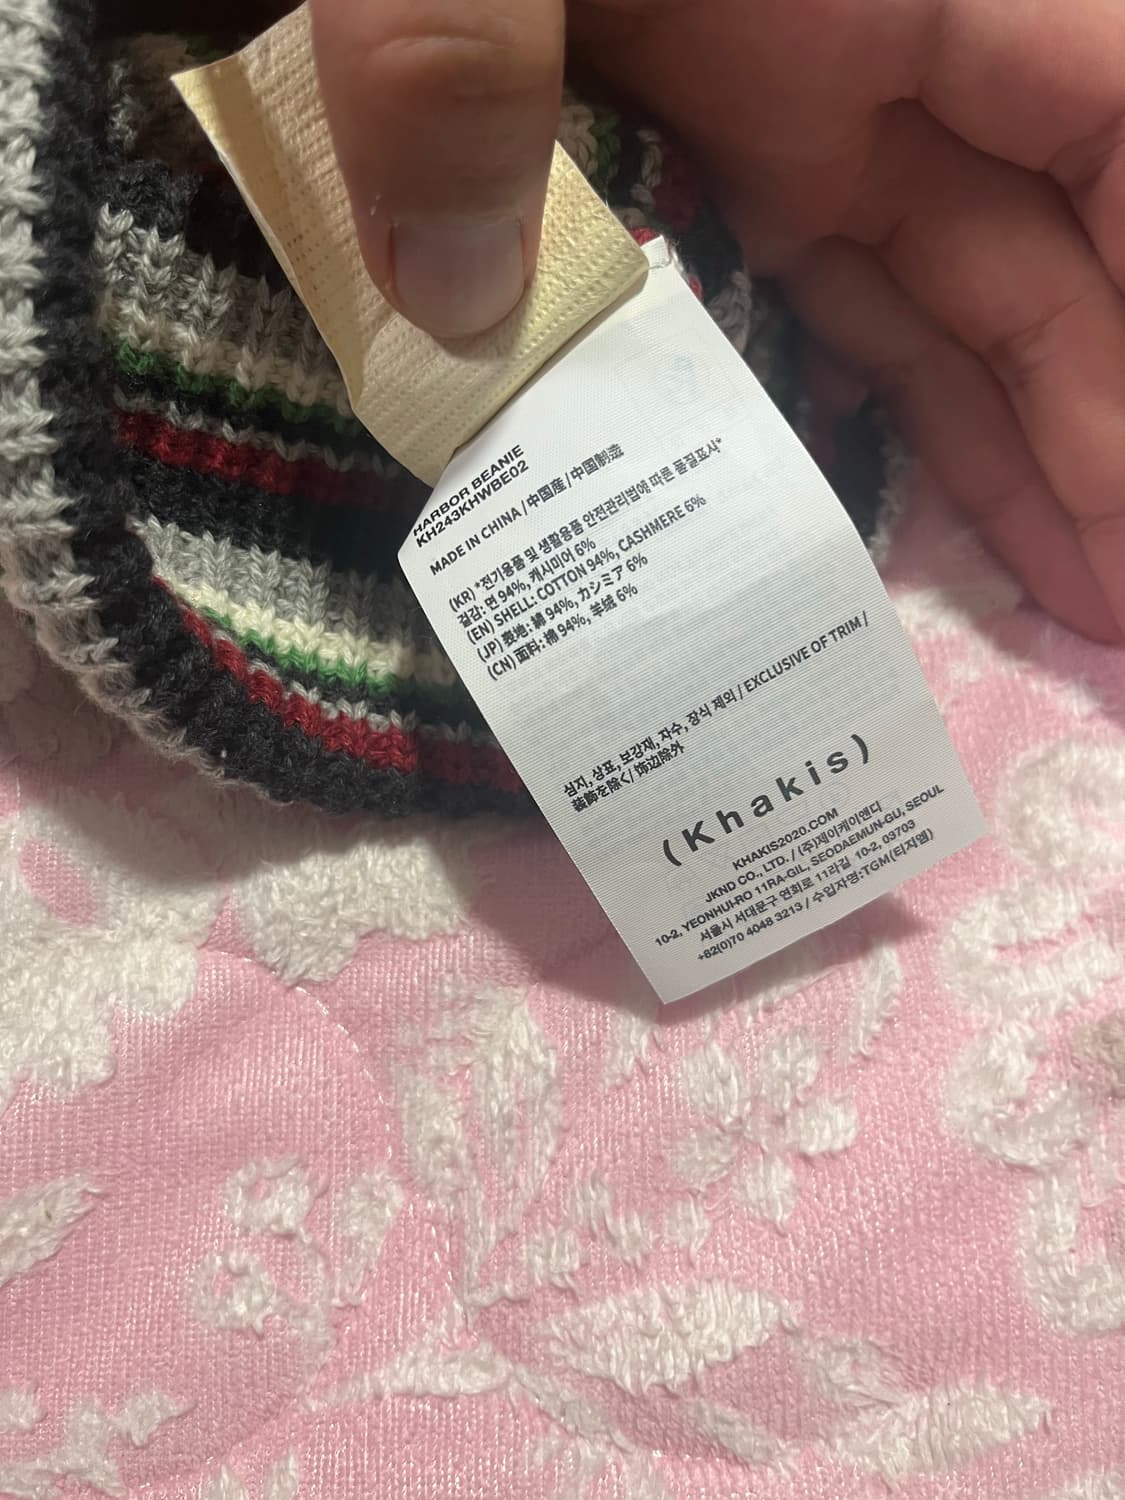 HARBOR BEANIE
KH243KHWBE02
MADE IN CHINA / 中国産 / 中国制造
(KR) *전기용품 및 생활용품 안전관리법에 따른 품질표시*
겉감: 면 94%, 캐시미어 6%
(EN) SHELL: COTTON 94%, CASHMERE 6%
(JP) 表地: 綿 94%, カシミア 6%
(CN) 面料: 棉 94%, 羊绒 6%
심지, 상표, 보강재, 자수, 장식 제외 / EXCLUSIVE OF TRIM /
装飾を除く/ 饰边除外
(Khakis)
KHAKIS2020.COM
JKND CO., LTD. / (주)제이케이앤디
10-2, YEONHUI-RO 11RA-GIL, SEODAEMUN-GU, SEOUL
서울시 서대문구 연희로 11라길 10-2, 03703
+82(0)70 4048 3213 / 수입자명:TGM(티지엠)